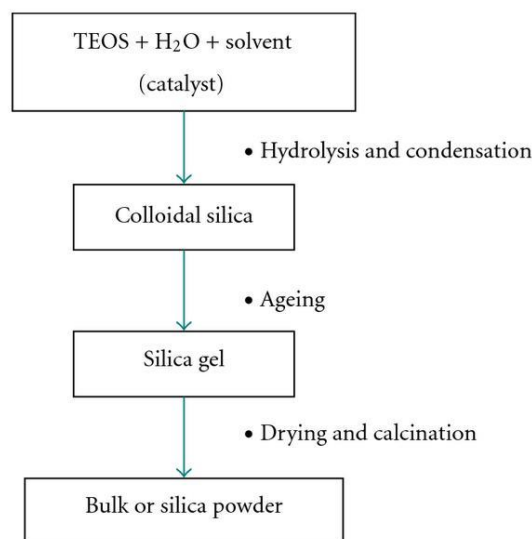 TEOS + H₂O + solvent
(catalyst)
• Hydrolysis and condensation
Colloidal silica
• Ageing
Silica gel
• Drying and calcination
Bulk or silica powder